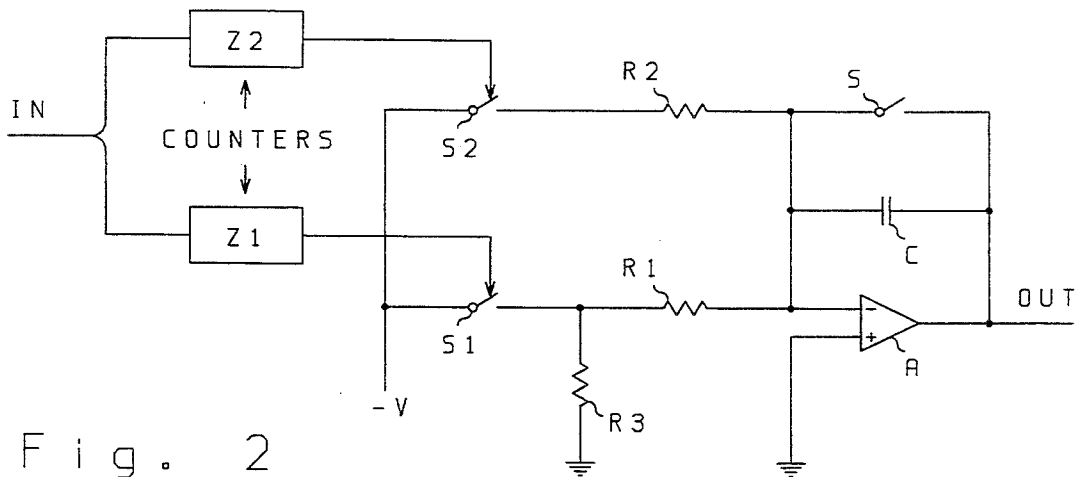 Z2
IN
R2
S
COUNTERS
S2
Z1
C
R1
OUT
S1
-
+
A
-V
R3
Fig. 2